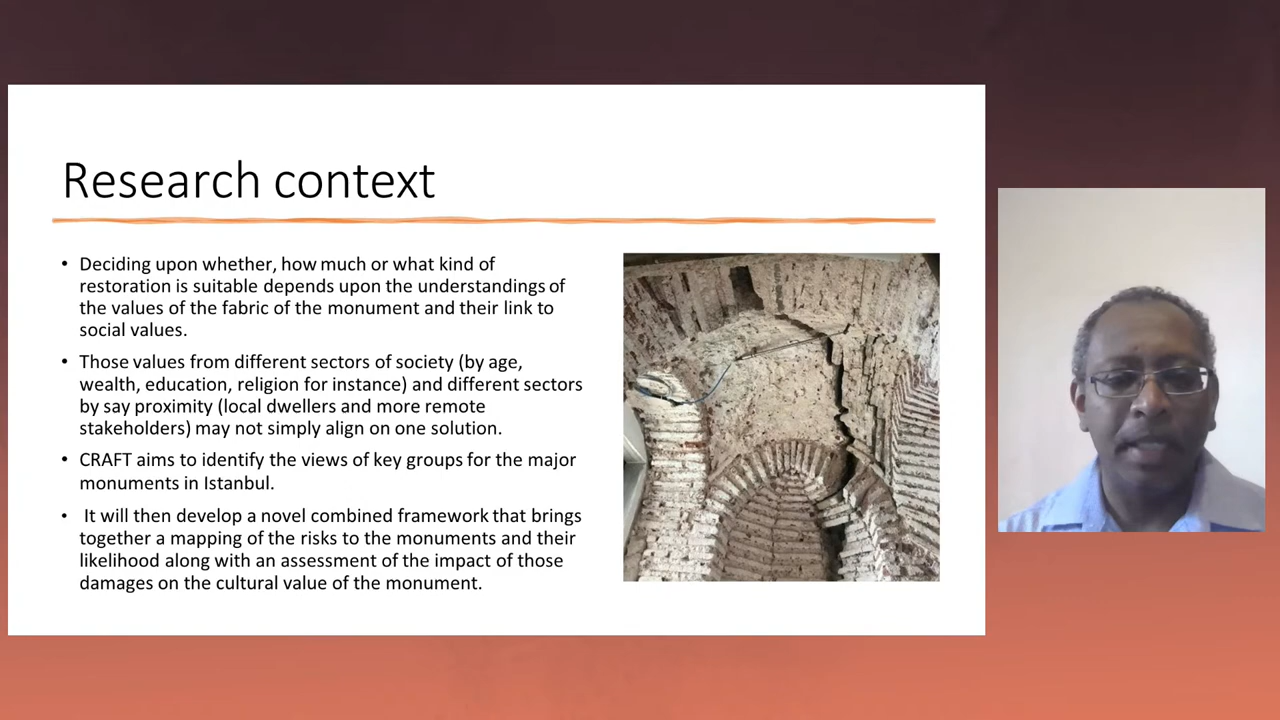 Research context
• Deciding upon whether, how much or what kind of
restoration is suitable depends upon the understandings of
the values of the fabric of the monument and their link to
social values.
• Those values from different sectors of society (by age,
wealth, education, religion for instance) and different sectors
by say proximity (local dwellers and more remote
stakeholders) may not simply align on one solution.
• CRAFT aims to identify the views of key groups for the major
monuments in Istanbul.
• It will then develop a novel combined framework that brings
together a mapping of the risks to the monuments and their
likelihood along with an assessment of the impact of those
damages on the cultural value of the monument.